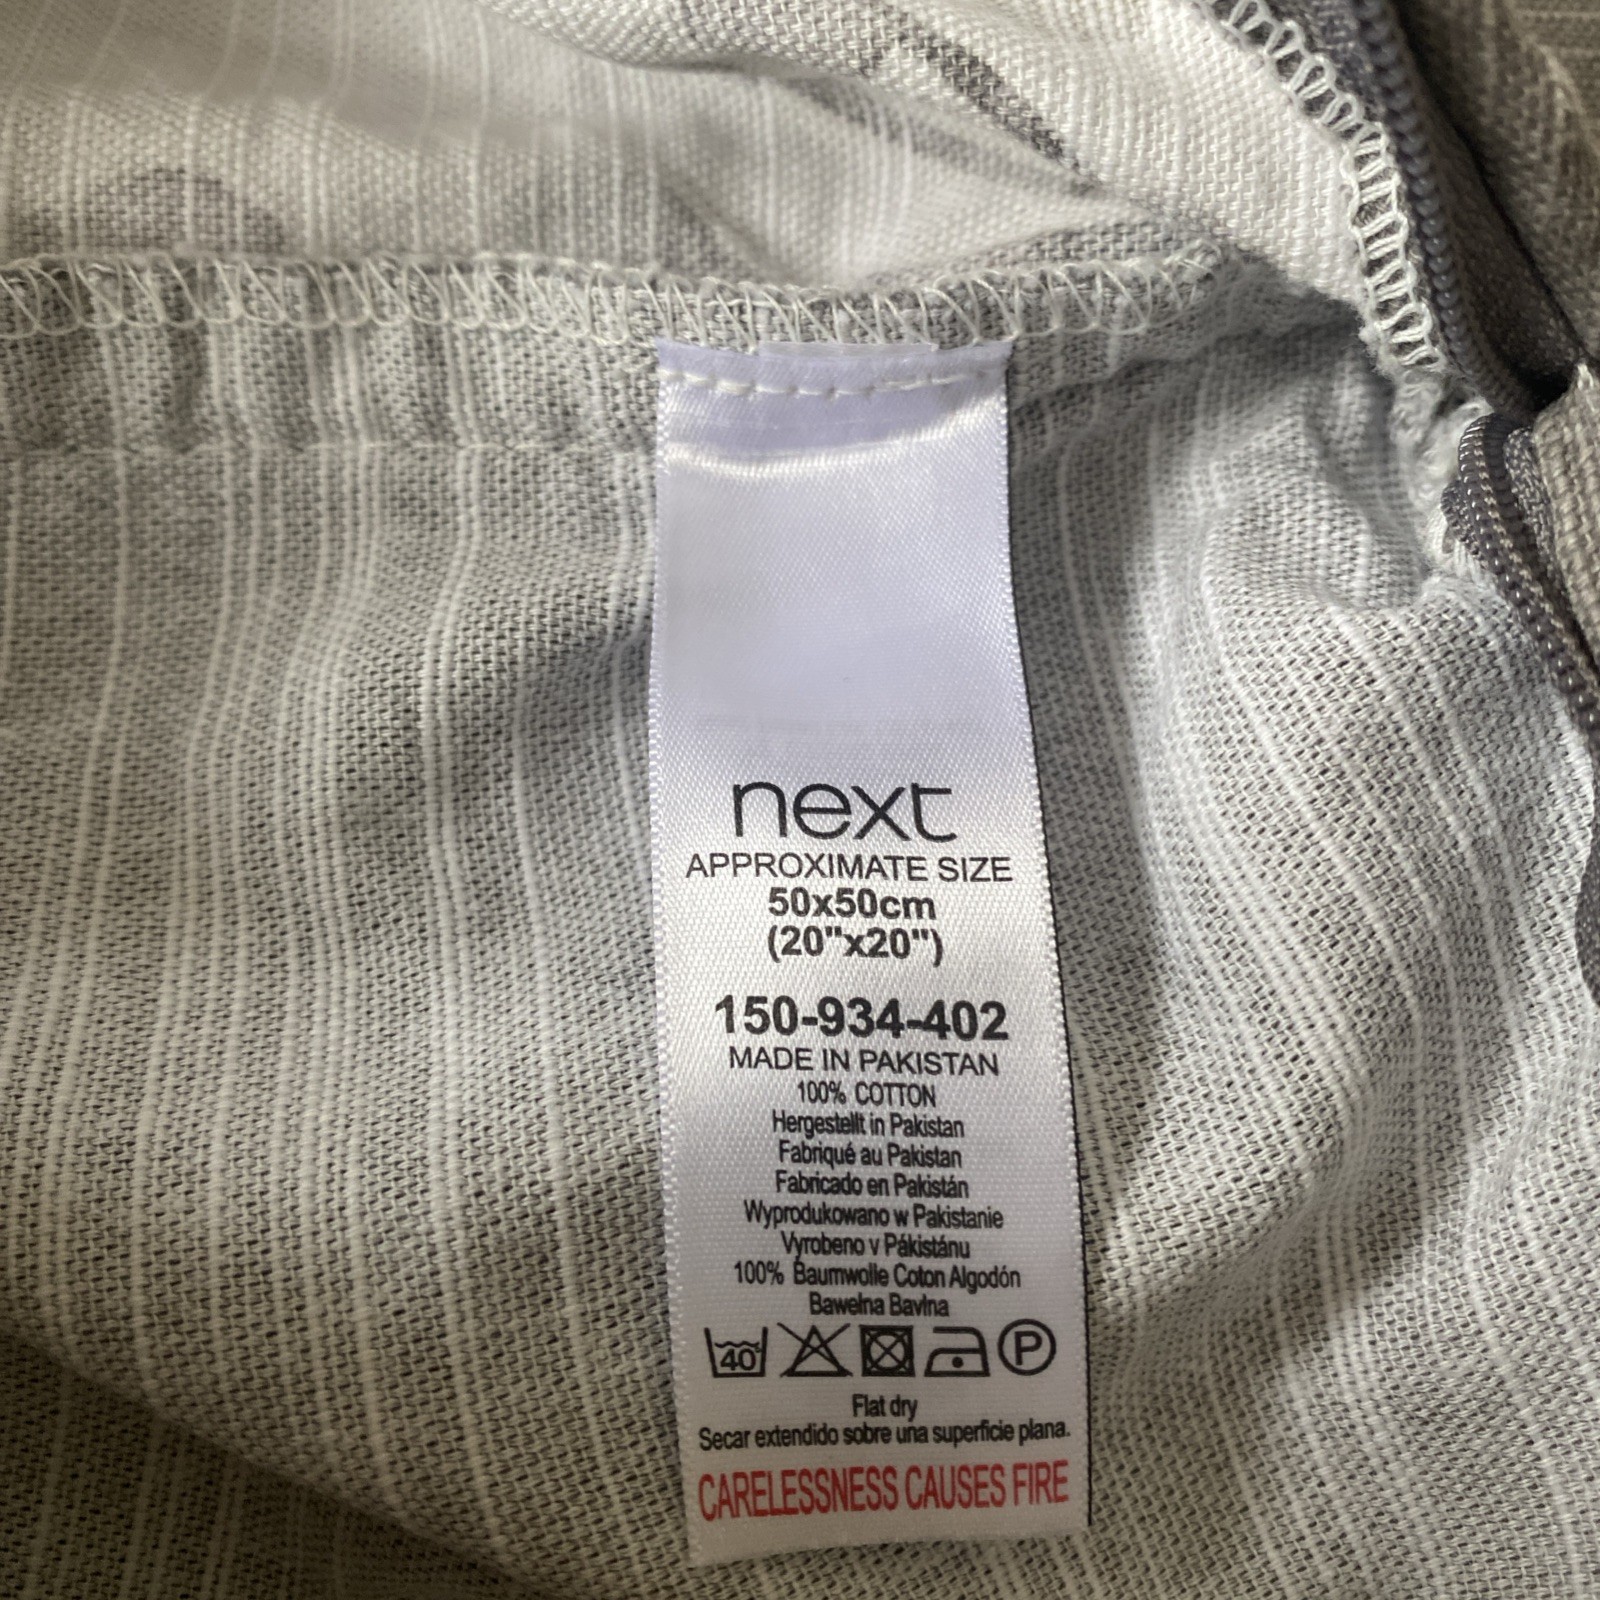 next
APPROXIMATE SIZE
50x50cm
(20"x20")
150-934-402
MADE IN PAKISTAN
100% COTTON
Hergestellt in Pakistan
Fabriqué au Pakistan
Fabricado en Pakistán
Wyprodukowano w Pakistanie
Vyrobeno v Pákistánu
100% Baumwolle Coton Algodón
Bawełna Bavlna
40 P
Flat dry
Secar extendido sobre una superficie plana.
CARELESSNESS CAUSES FIRE